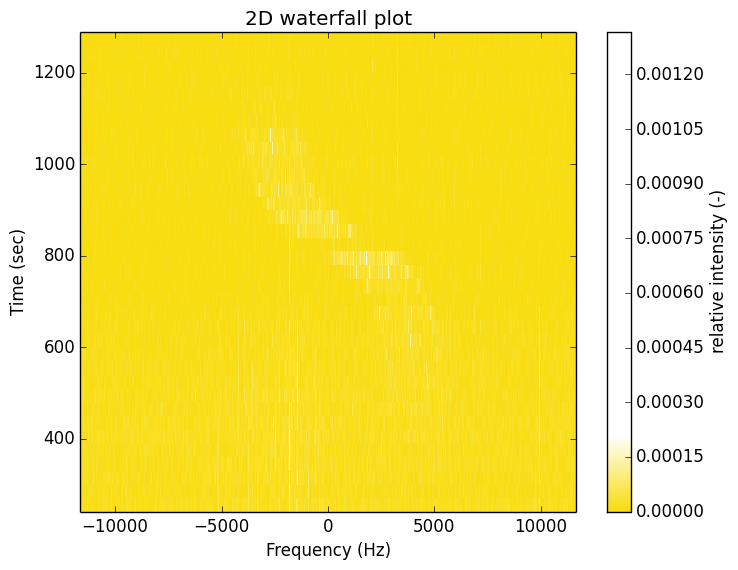 2D waterfall plot
1200
1000
800
600
400
Time (sec)
−10000 −5000 0 5000 10000
Frequency (Hz)
0.00120
0.00105
0.00090
0.00075
0.00060
0.00045
0.00030
0.00015
0.00000
relative intensity (-)